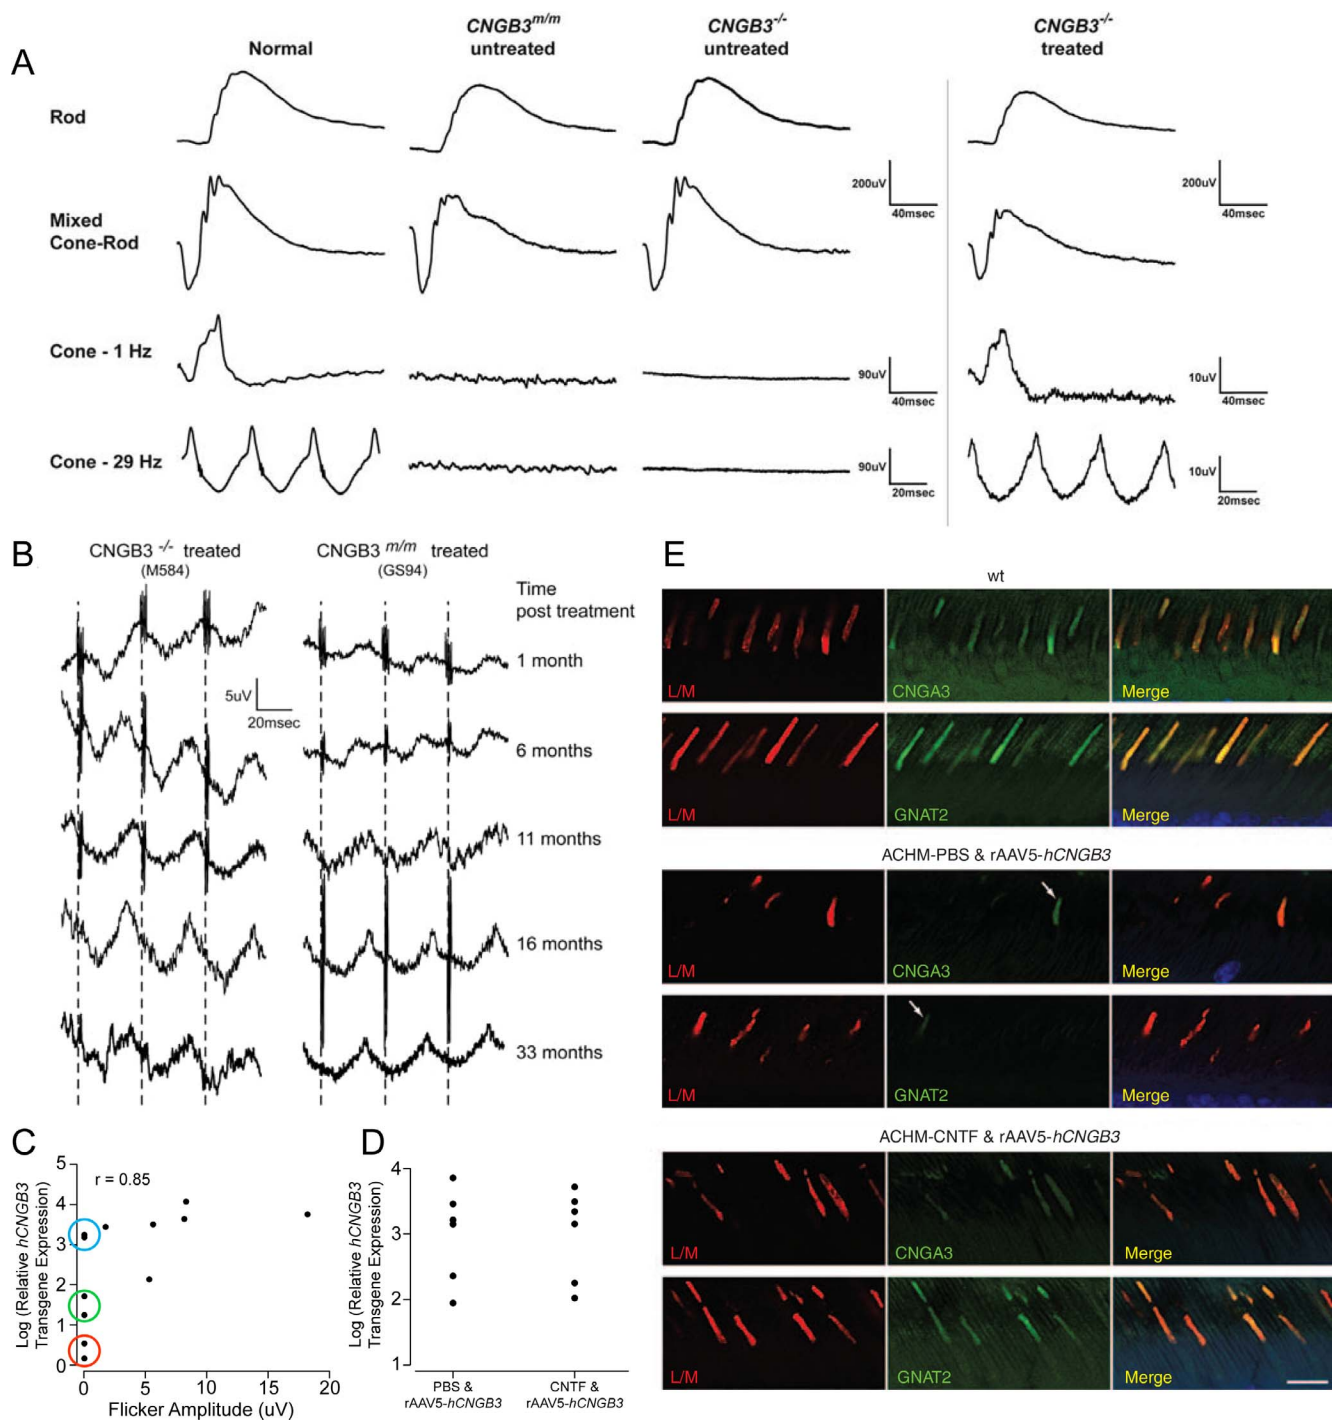 A
Normal
CNGB3m/m
untreated
CNGB3-/-
untreated
CNGB3-/-
treated
Rod
200uV
40msec
200uV
40msec
Mixed
Cone-Rod
Cone - 1 Hz
90uV
40msec
10uV
40msec
Cone - 29 Hz
90uV
20msec
10uV
20msec
B
CNGB3 -/- treated
(M584)
CNGB3 m/m treated
(GS94)
Time
post treatment
1 month
5uV
20msec
6 months
11 months
16 months
33 months
C
5
4
3
2
1
0
r = 0.85
Log (Relative hCNGB3
Transgene Expression)
0 5 10 15 20
Flicker Amplitude (uV)
D
4
3
2
1
Log (Relative hCNGB3
Transgene Expression)
PBS &
rAAV5-hCNGB3
CNTF &
rAAV5-hCNGB3
E
wt
L/M CNGA3 Merge
L/M GNAT2 Merge
ACHM-PBS & rAAV5-hCNGB3
L/M CNGA3 Merge
L/M GNAT2 Merge
ACHM-CNTF & rAAV5-hCNGB3
L/M CNGA3 Merge
L/M GNAT2 Merge